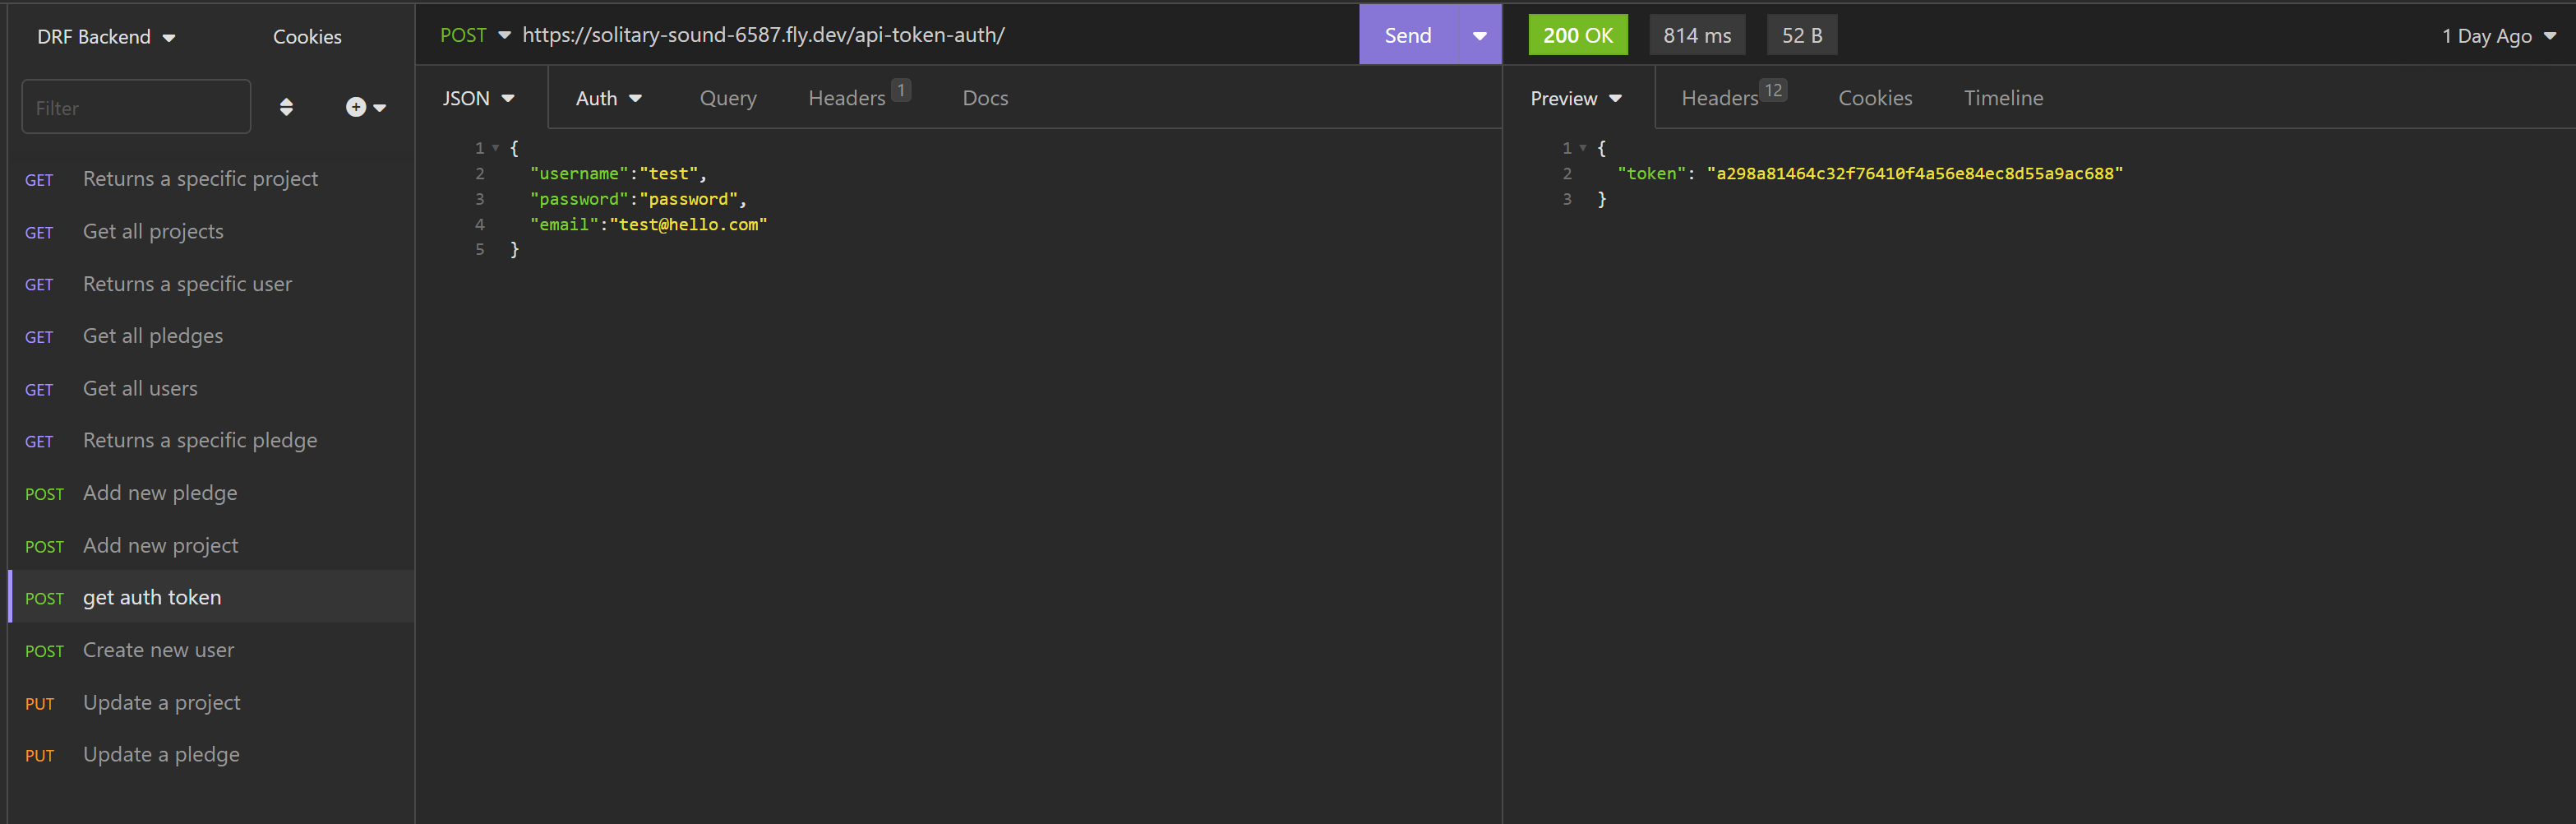 DRF Backend
Cookies
Filter
GET Returns a specific project
GET Get all projects
GET Returns a specific user
GET Get all pledges
GET Get all users
GET Returns a specific pledge
POST Add new pledge
POST Add new project
POST get auth token
POST Create new user
PUT Update a project
PUT Update a pledge
POST https://solitary-sound-6587.fly.dev/api-token-auth/
Send
JSON Auth Query Headers 1 Docs
1 {
2 "username":"test",
3 "password":"password",
4 "email":"test@hello.com"
5 }
200 OK 814 ms 52 B 1 Day Ago
Preview Headers 12 Cookies Timeline
1 {
2 "token": "a298a81464c32f76410f4a56e84ec8d55a9ac688"
3 }